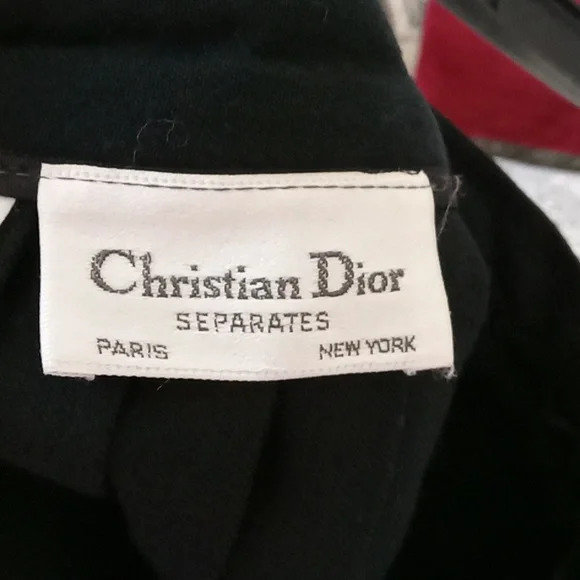 Christian Dior
SEPARATES
PARIS NEW YORK